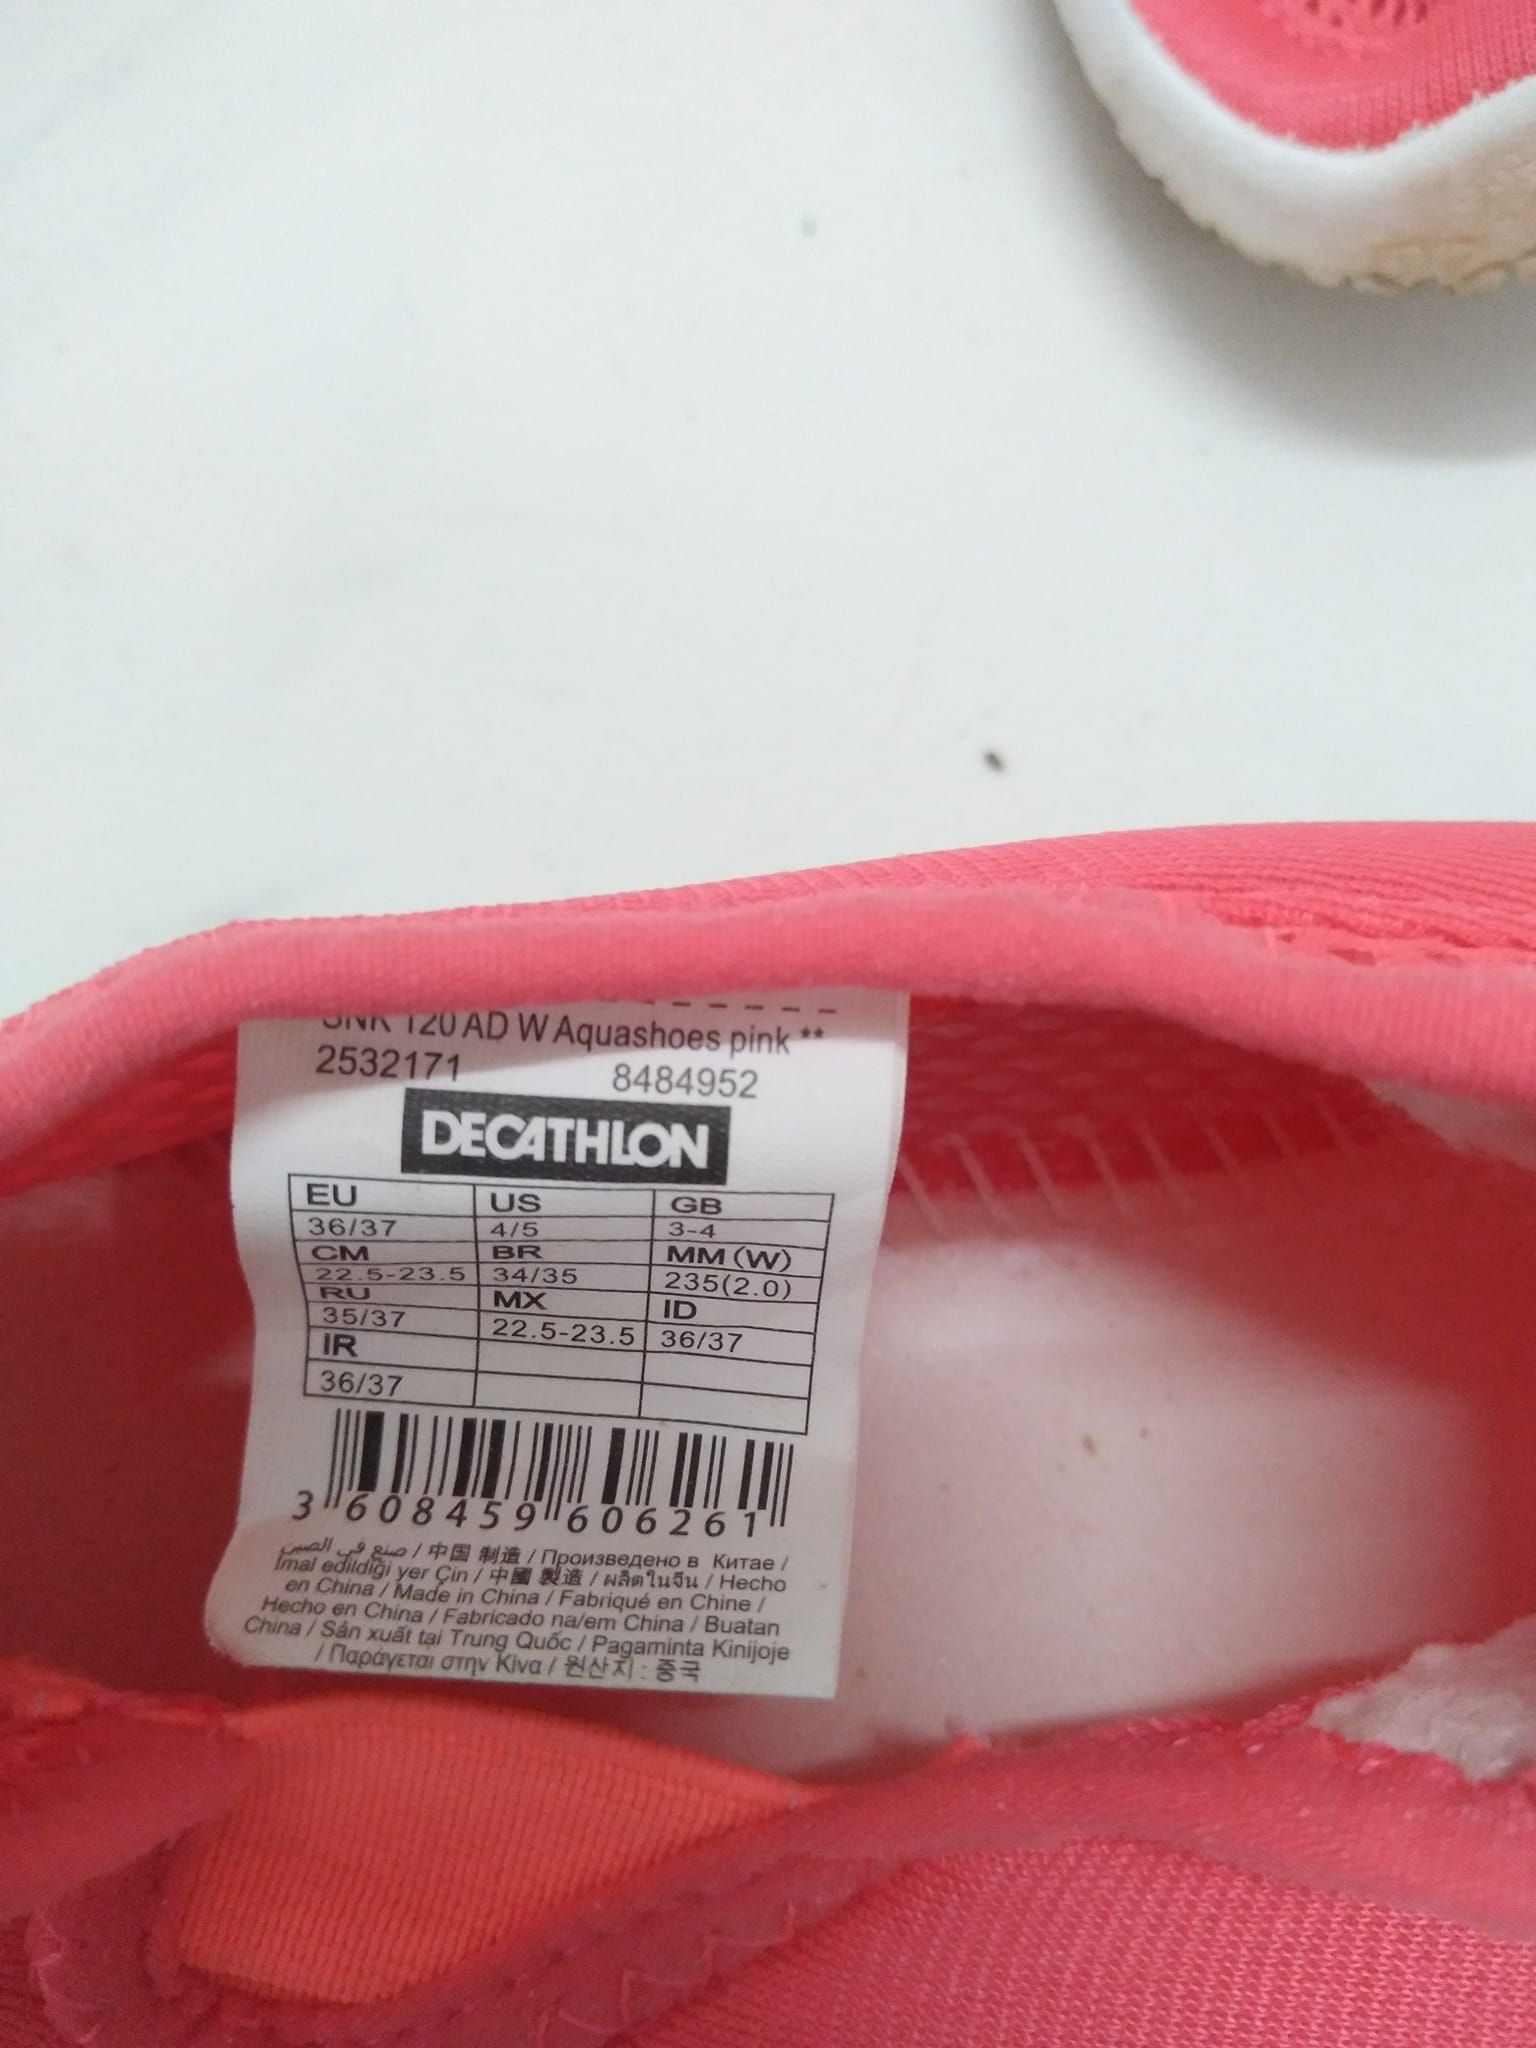 SNK 120 AD W Aquashoes pink **
2532171 8484952
DECATHLON
EU US GB
36/37 4/5 3-4
CM BR MM(W)
22.5-23.5 34/35 235(2.0)
RU MX ID
35/37 22.5-23.5 36/37
IR
36/37
3 608459 606261
صنع في الصين / 中国 制造 / Произведено в Китае /
İmal edildiği yer Çin / 中國 製造 / ผลิตในจีน / Hecho
en China / Made in China / Fabriqué en Chine /
Hecho en China / Fabricado na/em China / Buatan
China / Sản xuất tại Trung Quốc / Pagaminta Kinijoje
/ Παράγεται στην Κίνα / 원산지 : 중국